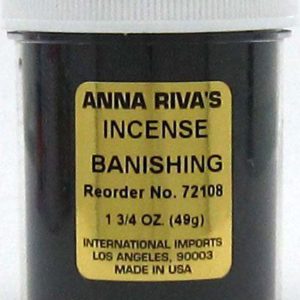 ANNA RIVA'S
INCENSE
BANISHING
Reorder No. 72108
1 3/4 OZ. (49g)
INTERNATIONAL IMPORTS
LOS ANGELES, 90003
MADE IN USA